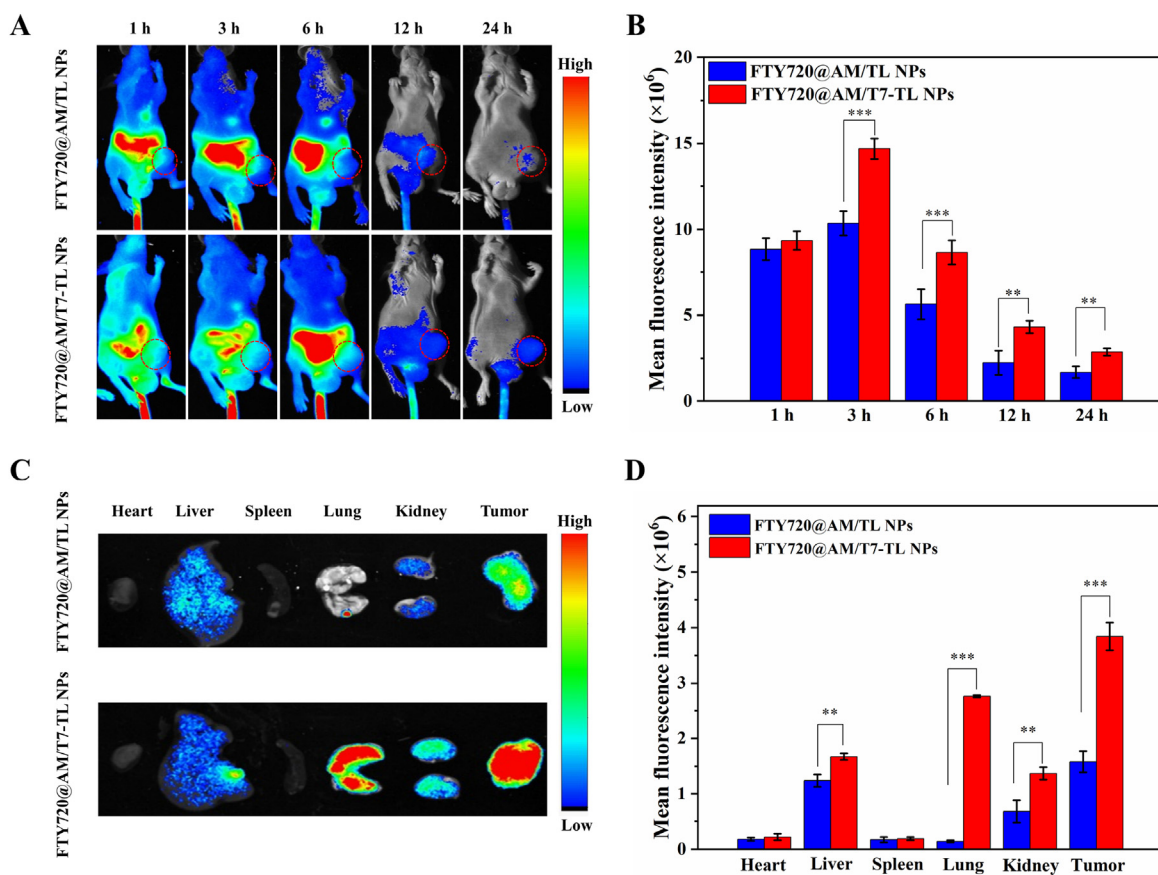 A
1 h 3 h 6 h 12 h 24 h
FTY720@AM/TL NPs
FTY720@AM/T7-TL NPs
High
Low
B
Mean fluorescence intensity (×10⁶)
20
15
10
5
0
FTY720@AM/TL NPs
FTY720@AM/T7-TL NPs
***
***
**
**
1 h 3 h 6 h 12 h 24 h
C
Heart Liver Spleen Lung Kidney Tumor
FTY720@AM/TL NPs
FTY720@AM/T7-TL NPs
High
Low
D
Mean fluorescence intensity (×10⁶)
6
5
4
3
2
1
0
FTY720@AM/TL NPs
FTY720@AM/T7-TL NPs
**
***
**
***
Heart Liver Spleen Lung Kidney Tumor